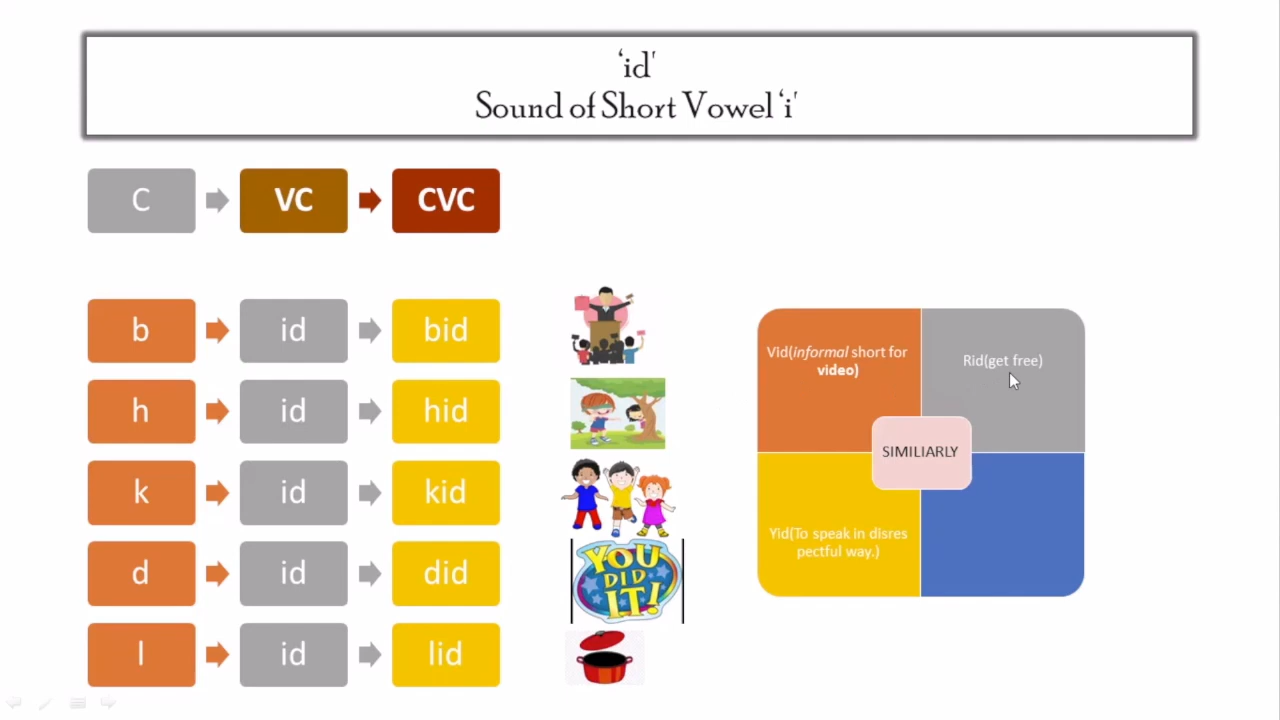 ‘id'
Sound of Short Vowel ‘i'
C VC CVC
b id bid
h id hid
k id kid
d id did
l id lid
YOU
DID
IT!
Vid(informal short for
video)
Rid(get free)
SIMILIARLY
Yid(To speak in disres
pectful way.)